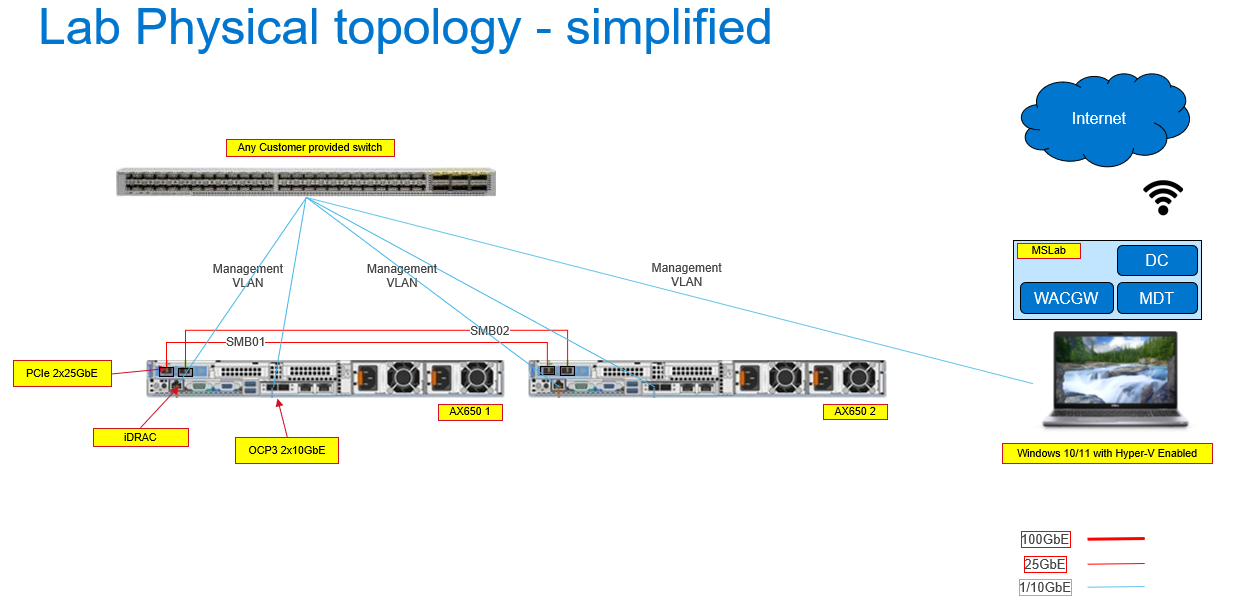 Lab Physical topology - simplified
Internet
Any Customer provided switch
MSLab
DC
WACGW
MDT
Management
VLAN
Management
VLAN
Management
VLAN
SMB02
SMB01
PCIe 2x25GbE
AX650 1
AX650 2
iDRAC
OCP3 2x10GbE
Windows 10/11 with Hyper-V Enabled
100GbE
25GbE
1/10GbE